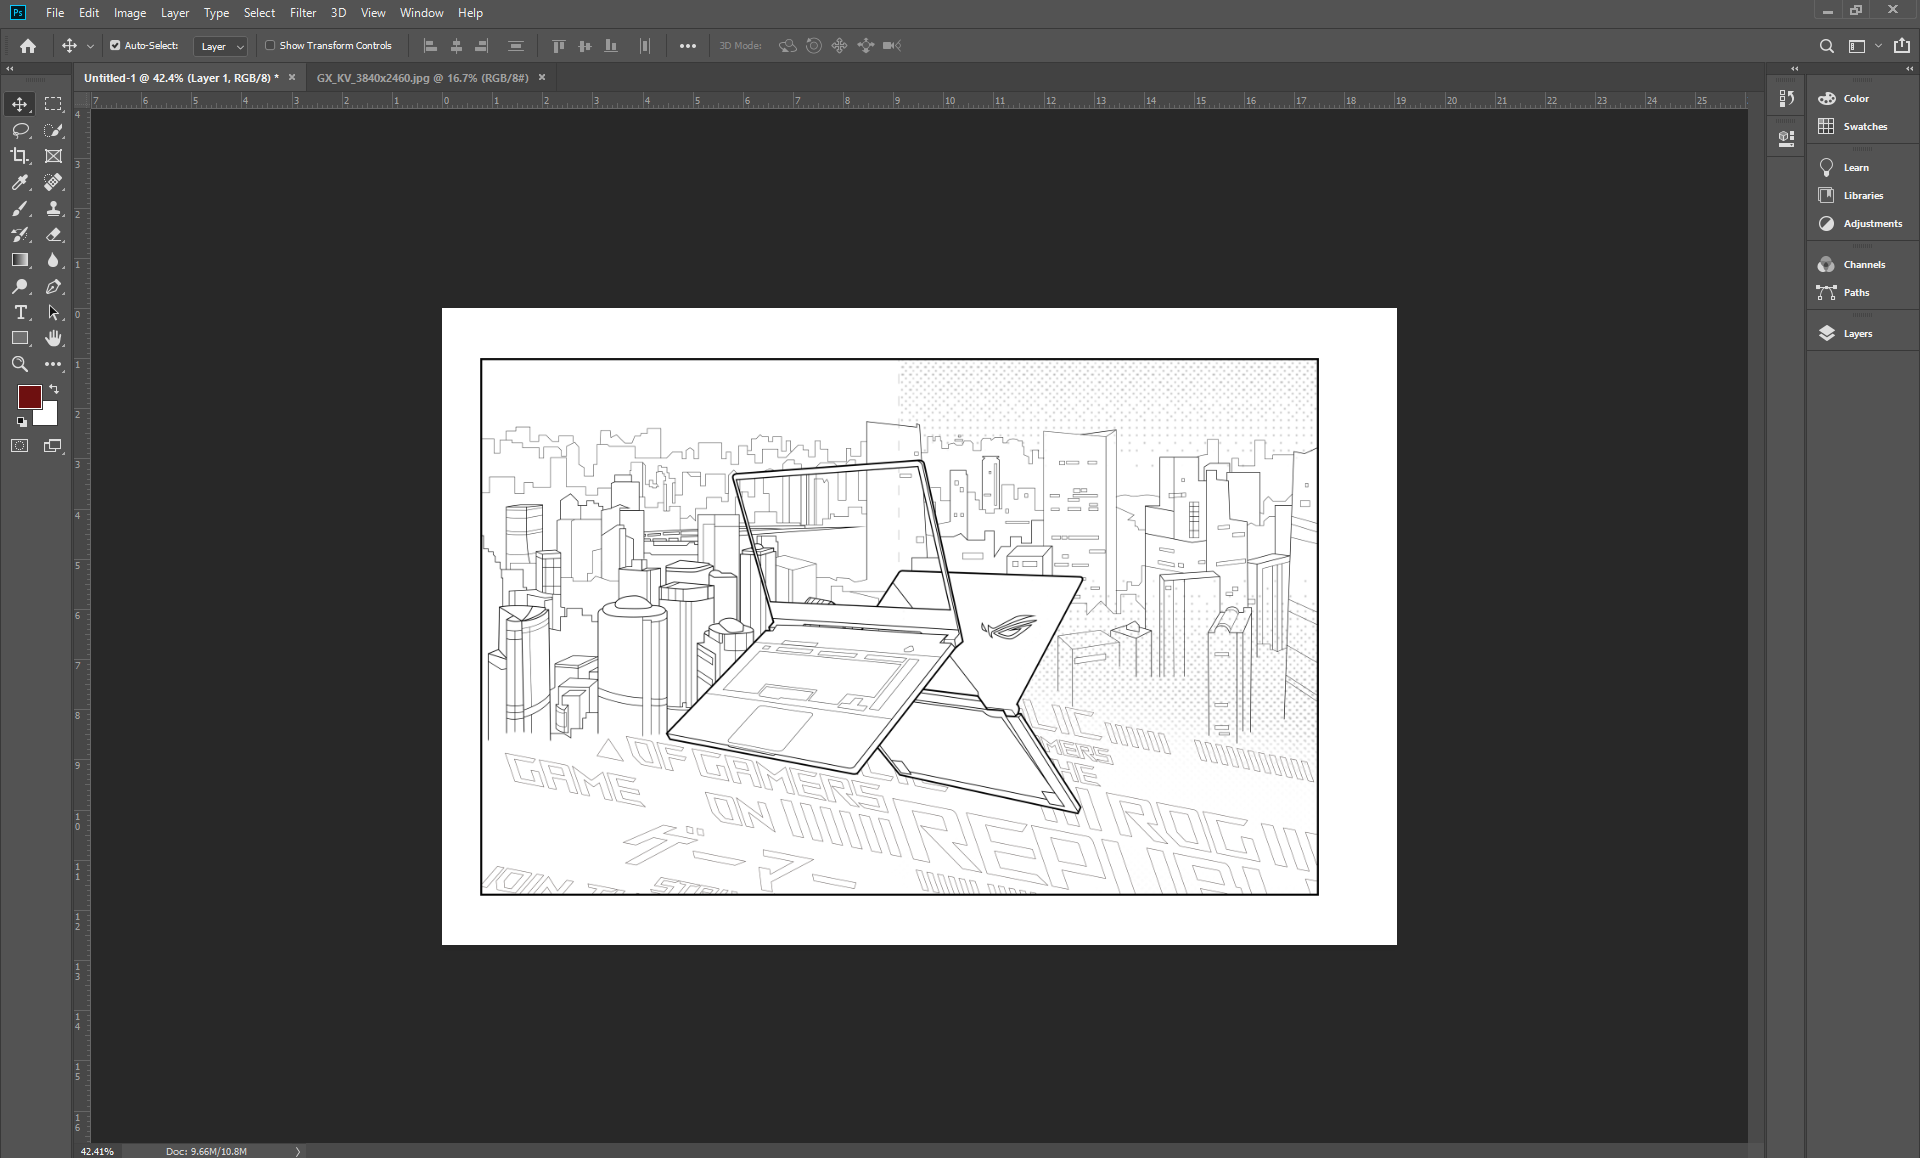 Ps File Edit Image Layer Type Select Filter 3D View Window Help
Auto-Select: Layer Show Transform Controls 3D Mode:
Untitled-1 @ 42.4% (Layer 1, RGB/8) * GX_KV_3840x2460.jpg @ 16.7% (RGB/8#)
7 6 5 4 3 2 1 0 1 2 3 4 5 6 7 8 9 10 11 12 13 14 15 16 17 18 19 20 21 22 23 24 25
4
3
2
1
0
1
2
3
4
5
6
7
8
9
10
11
12
13
14
15
16
Color
Swatches
Learn
Libraries
Adjustments
Channels
Paths
Layers
OF GAMERS
GAME
GAMERS
ON
ROG
ゲーマー
JOIN
42.41% Doc: 9.66M/10.8M